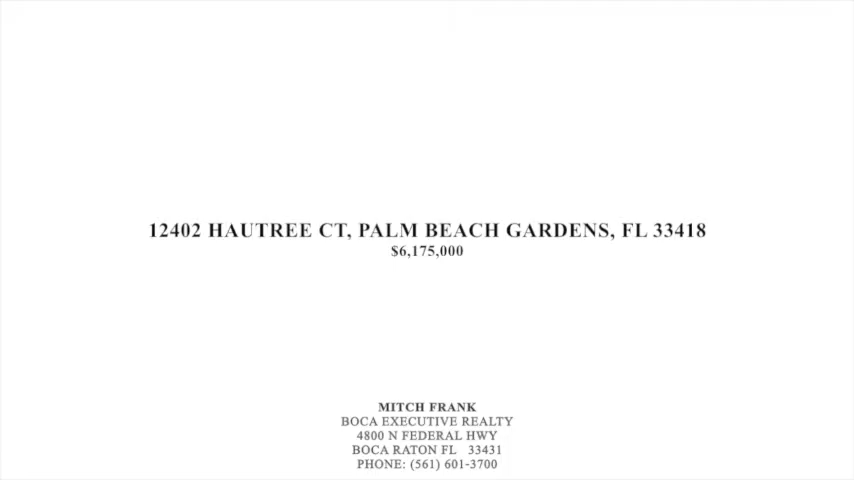 12402 HAUTREE CT, PALM BEACH GARDENS, FL 33418
$6,175,000
MITCH FRANK
BOCA EXECUTIVE REALTY
4800 N FEDERAL HWY
BOCA RATON FL 33431
PHONE: (561) 601-3700